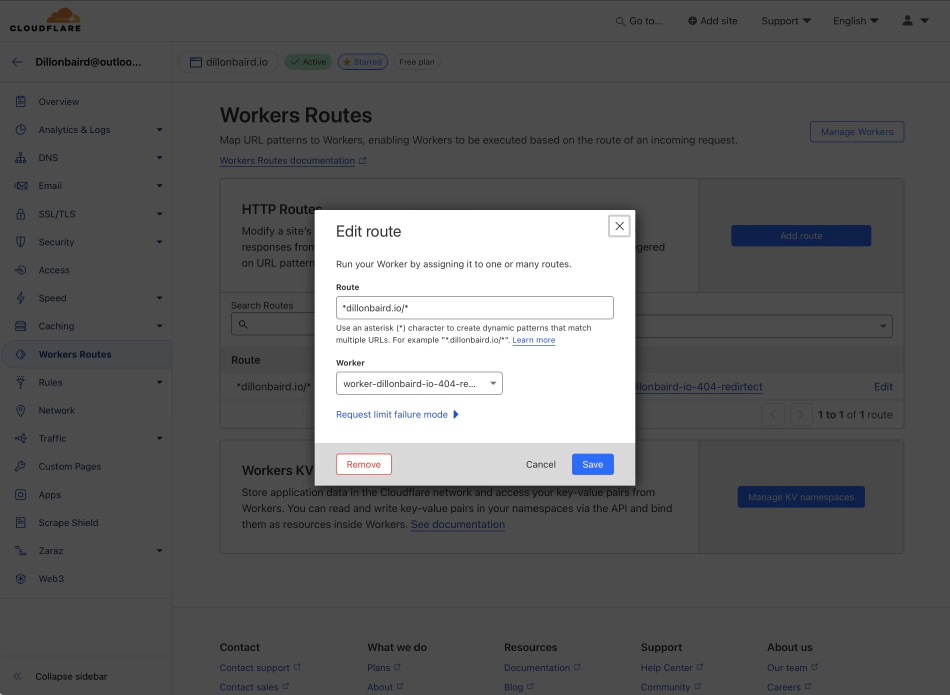 CLOUDFLARE
Go to...
Add site
Support
English
Dillonbaird@outloo...
dillonbaird.io
Active
Starred
Free plan
Overview
Analytics & Logs
DNS
Email
SSL/TLS
Security
Access
Speed
Caching
Workers Routes
Rules
Network
Traffic
Custom Pages
Apps
Scrape Shield
Zaraz
Web3
Collapse sidebar
Workers Routes
Map URL patterns to Workers, enabling Workers to be executed based on the route of an incoming request.
Workers Routes documentation
Manage Workers
HTTP Routes
Modify a site's
responses from
on URL pattern
gered
Add route
Search Routes
Route
*dillonbaird.io/*
llonbaird-io-404-redirtect
Edit
1 to 1 of 1 route
Edit route
Run your Worker by assigning it to one or many routes.
Route
*dillonbaird.io/*
Use an asterisk (*) character to create dynamic patterns that match
multiple URLs. For example "*.dillonbaird.io/*". Learn more
Worker
worker-dillonbaird-io-404-re...
Request limit failure mode
Remove
Cancel
Save
Workers KV
Store application data in the Cloudflare network and access your key-value pairs from
Workers. You can read and write key-value pairs in your namespaces via the API and bind
them as resources inside Workers. See documentation
Manage KV namespaces
Contact
Contact support
Contact sales
What we do
Plans
About
Resources
Documentation
Blog
Support
Help Center
Community
About us
Our team
Careers